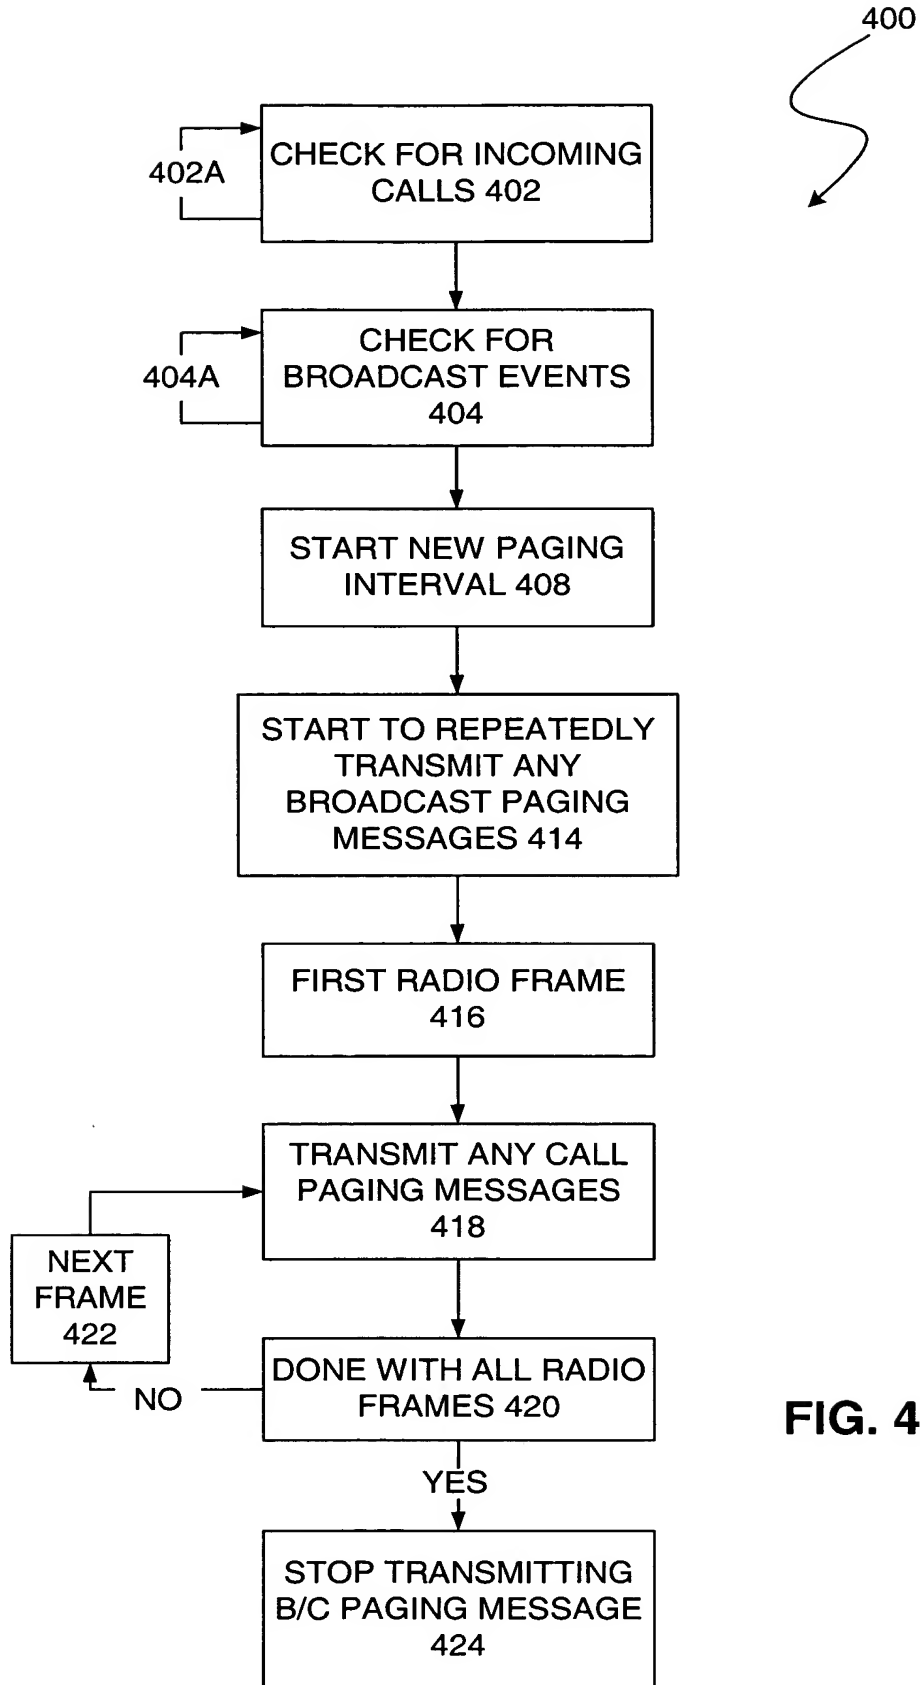 400
CHECK FOR INCOMING
CALLS 402
402A
CHECK FOR
BROADCAST EVENTS
404
404A
START NEW PAGING
INTERVAL 408
START TO REPEATEDLY
TRANSMIT ANY
BROADCAST PAGING
MESSAGES 414
FIRST RADIO FRAME
416
TRANSMIT ANY CALL
PAGING MESSAGES
418
NEXT
FRAME
422
DONE WITH ALL RADIO
FRAMES 420
NO
YES
STOP TRANSMITTING
B/C PAGING MESSAGE
424
FIG. 4